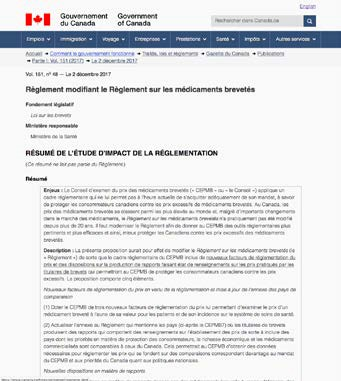 English
Gouvernement
du Canada
Government
of Canada
Rechercher dans Canada.ca
Emplois
Immigration
Voyage
Entreprises
Prestations
Santé
Impôts
Autres services
Accueil → Comment le gouvernement fonctionne → Traités, lois et règlements → Gazette du Canada → Publications
→ Partie I: Vol. 151 (2017) → Le 2 décembre 2017
Vol. 151, n° 48 — Le 2 décembre 2017
Règlement modifiant le Règlement sur les médicaments brevetés
Fondement législatif
Loi sur les brevets
Ministère responsable
Ministère de la Santé
RÉSUMÉ DE L'ÉTUDE D'IMPACT DE LA RÉGLEMENTATION
(Ce résumé ne fait pas partie du Règlement.)
Résumé
Enjeux : Le Conseil d'examen du prix des médicaments brevetés (« CEPMB » ou « le Conseil ») applique un
cadre réglementaire qui ne lui permet pas à l'heure actuelle de s'acquitter adéquatement de son mandat, à savoir
de protéger les consommateurs canadiens contre les prix excessifs de médicaments brevetés. Au Canada, les
prix des médicaments brevetés se classent parmi les plus élevés au monde et, malgré d'importants changements
dans le marché des médicaments, le Règlement sur les médicaments brevetés n'a pratiquement pas été modifié
depuis plus de 20 ans. Il faut moderniser le Règlement afin de donner au CEPMB des outils réglementaires plus
pertinents et plus efficaces et ainsi, mieux protéger les Canadiens contre les prix excessifs des médicaments
brevetés.
Description : La présente proposition aurait pour effet de modifier le Règlement sur les médicaments brevetés (le
« Règlement ») de sorte que le cadre réglementaire du CEPMB inclue de nouveaux facteurs de réglementation du
prix et des dispositions sur la production de rapports faisant état de renseignements sur les prix pratiqués par les
titulaires de brevets qui permettront au CEPMB de protéger les consommateurs canadiens contre les prix
excessifs. La proposition comporte cinq éléments.
Nouveaux facteurs de réglementation du prix en vertu de la réglementation et mise à jour de l'annexe des pays de
comparaison
(1) Doter le CEPMB de trois nouveaux facteurs de réglementation du prix lui permettant d'examiner le prix d'un
médicament breveté à l'aune de sa valeur pour les patients et de son incidence sur le système de soins de santé.
(2) Actualiser l'annexe au Règlement qui mentionne les pays (ci-après le CEPMB7) où les titulaires de brevets
produisent des rapports qui comportent des renseignements sur l'établissement des prix de sorte à inclure des
pays dont les priorités en matière de protection des consommateurs, la richesse économique et les médicaments
commercialisés sont comparables à ceux du Canada. Cela permettrait au CEPMB d'obtenir des données
nécessaires pour réglementer les prix qui se fondent sur des comparaisons correspondant davantage au mandat
du CEPMB et aux priorités du Canada quant aux politiques nationales.
Nouvelles dispositions en matière de rapports